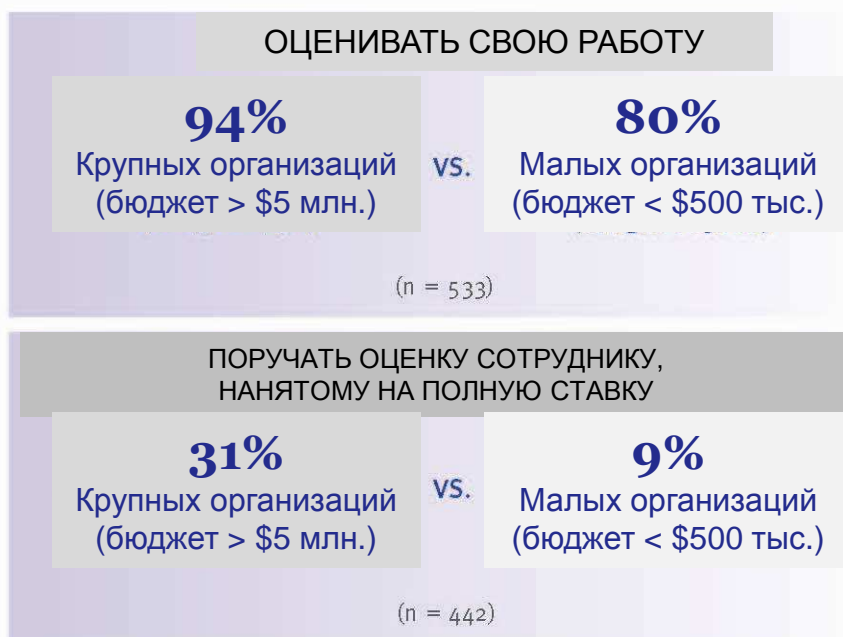 ОЦЕНИВАТЬ СВОЮ РАБОТУ
94%
Крупных организаций
(бюджет > $5 млн.)
vs.
80%
Малых организаций
(бюджет < $500 тыс.)
(n = 533)
ПОРУЧАТЬ ОЦЕНКУ СОТРУДНИКУ,
НАНЯТОМУ НА ПОЛНУЮ СТАВКУ
31%
Крупных организаций
(бюджет > $5 млн.)
vs.
9%
Малых организаций
(бюджет < $500 тыс.)
(n = 442)